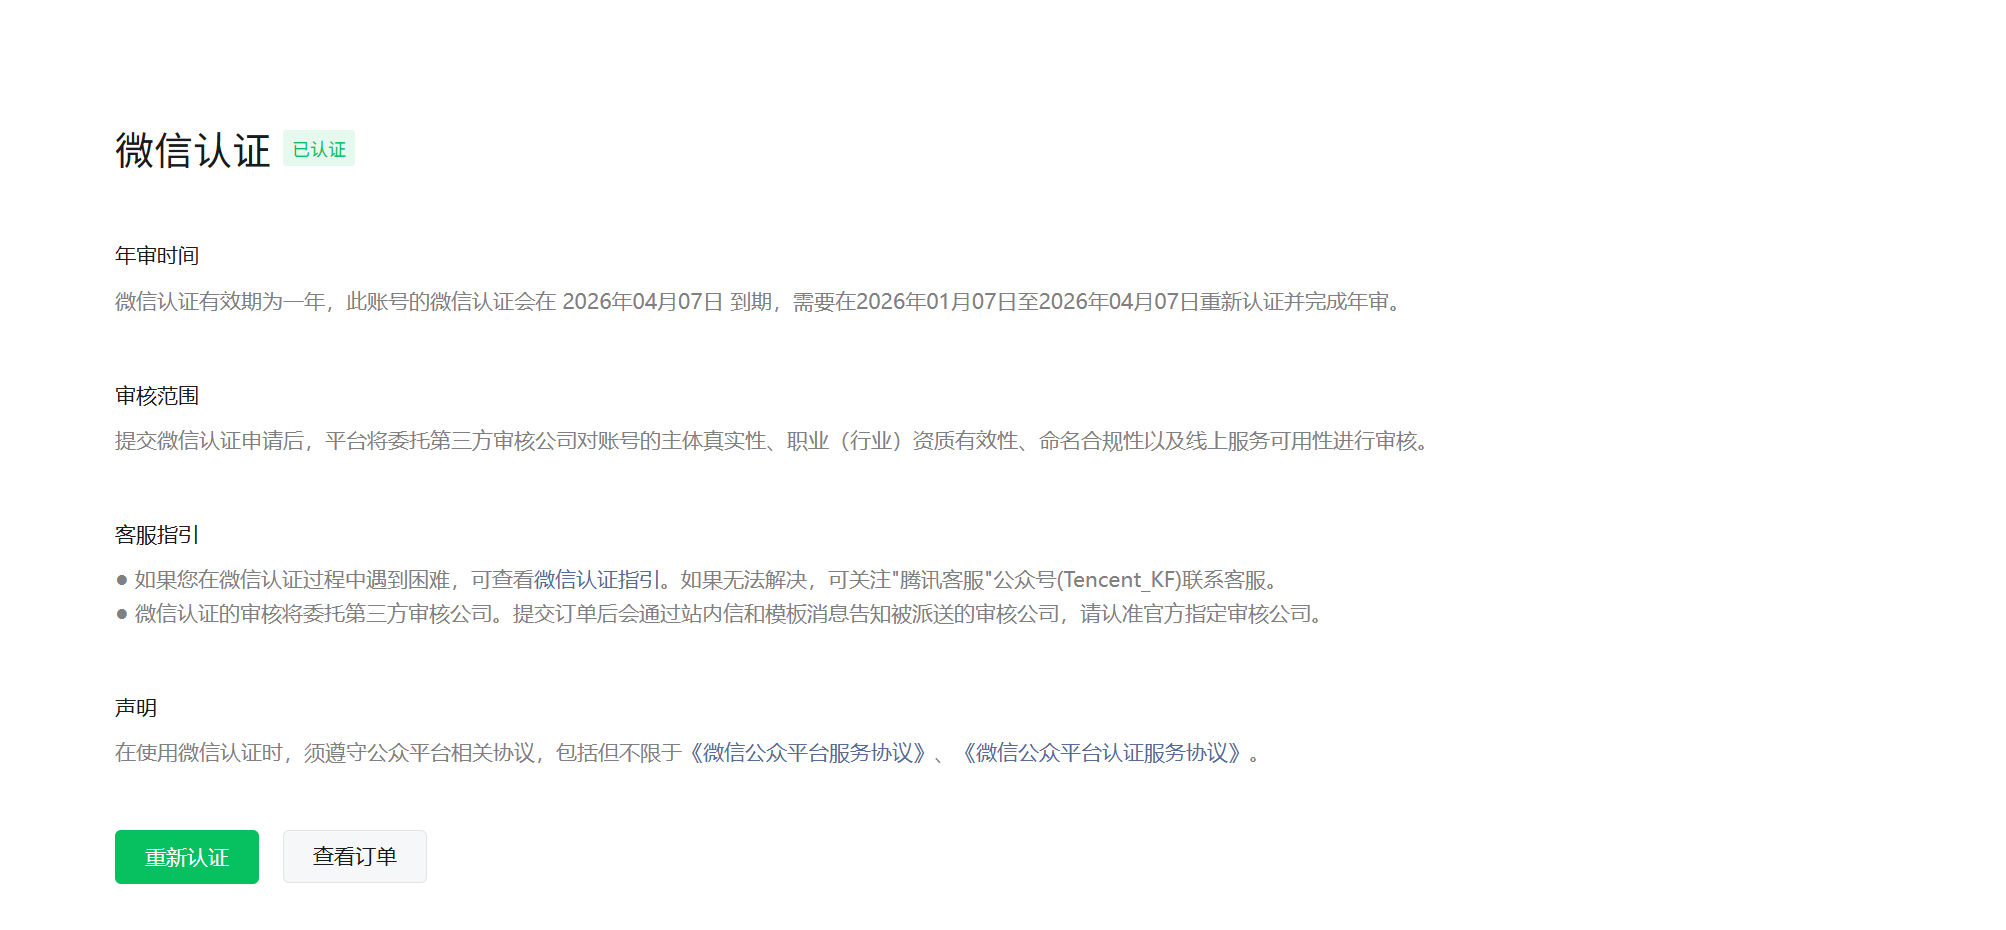 微信认证 已认证
年审时间
微信认证有效期为一年，此账号的微信认证会在 2026年04月07日 到期，需要在2026年01月07日至2026年04月07日重新认证并完成年审。
审核范围
提交微信认证申请后，平台将委托第三方审核公司对账号的主体真实性、职业（行业）资质有效性、命名合规性以及线上服务可用性进行审核。
客服指引
● 如果您在微信认证过程中遇到困难，可查看微信认证指引。如果无法解决，可关注"腾讯客服"公众号(Tencent_KF)联系客服。
● 微信认证的审核将委托第三方审核公司。提交订单后会通过站内信和模板消息告知被派送的审核公司，请认准官方指定审核公司。
声明
在使用微信认证时，须遵守公众平台相关协议，包括但不限于《微信公众平台服务协议》、《微信公众平台认证服务协议》。
重新认证 查看订单